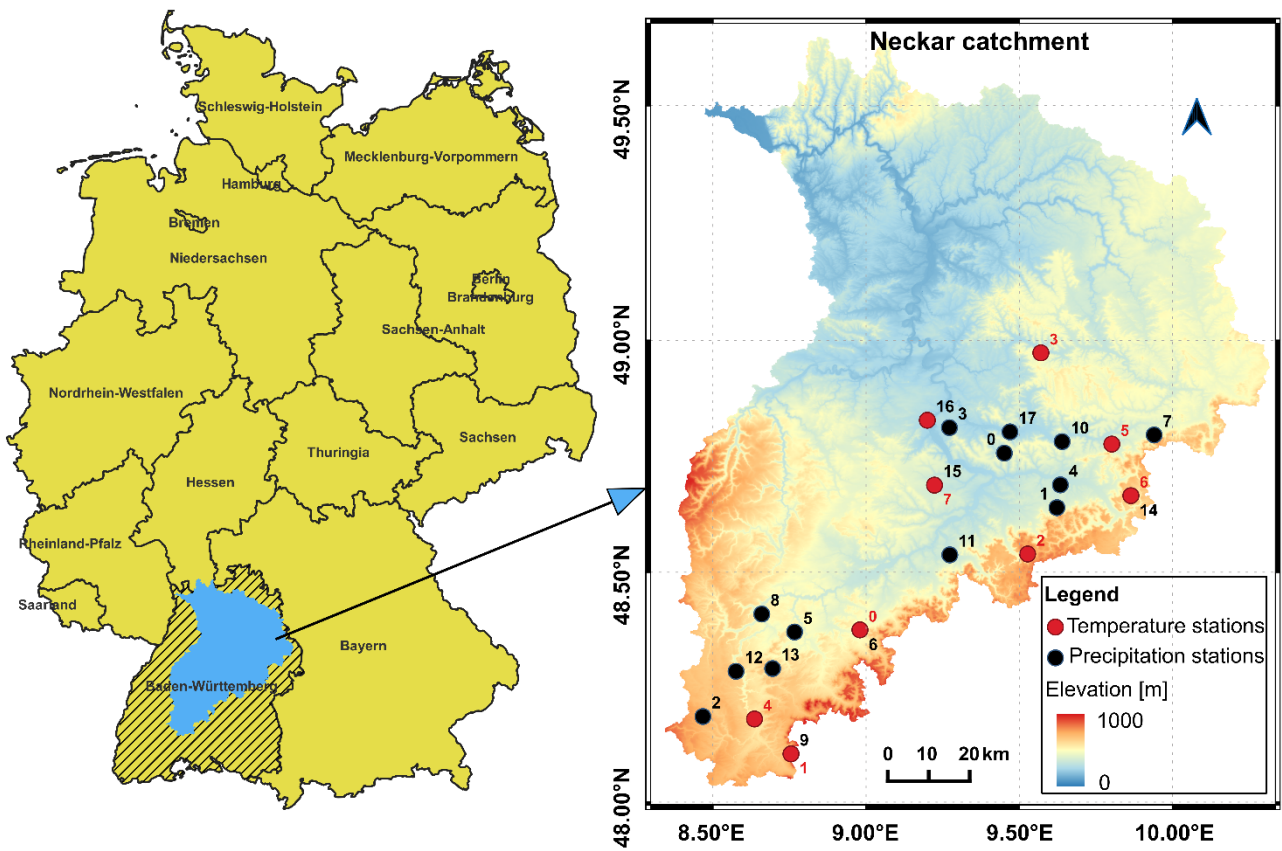 Schleswig-Holstein
Mecklenburg-Vorpommern
Hamburg
Bremen
Niedersachsen
Berlin
Brandenburg
Sachsen-Anhalt
Nordrhein-Westfalen
Sachsen
Thuringia
Hessen
Rheinland-Pfalz
Saarland
Bayern
Baden-Württemberg
Neckar catchment
49.50°N
49.00°N
48.50°N
48.00°N
3
16
3
17
10
7
0
5
15
4
6
7
1
14
11
2
8
5
0
6
12
13
2
4
9
1
Legend
Temperature stations
Precipitation stations
Elevation [m]
1000
0
0 10 20 km
8.50°E 9.00°E 9.50°E 10.00°E